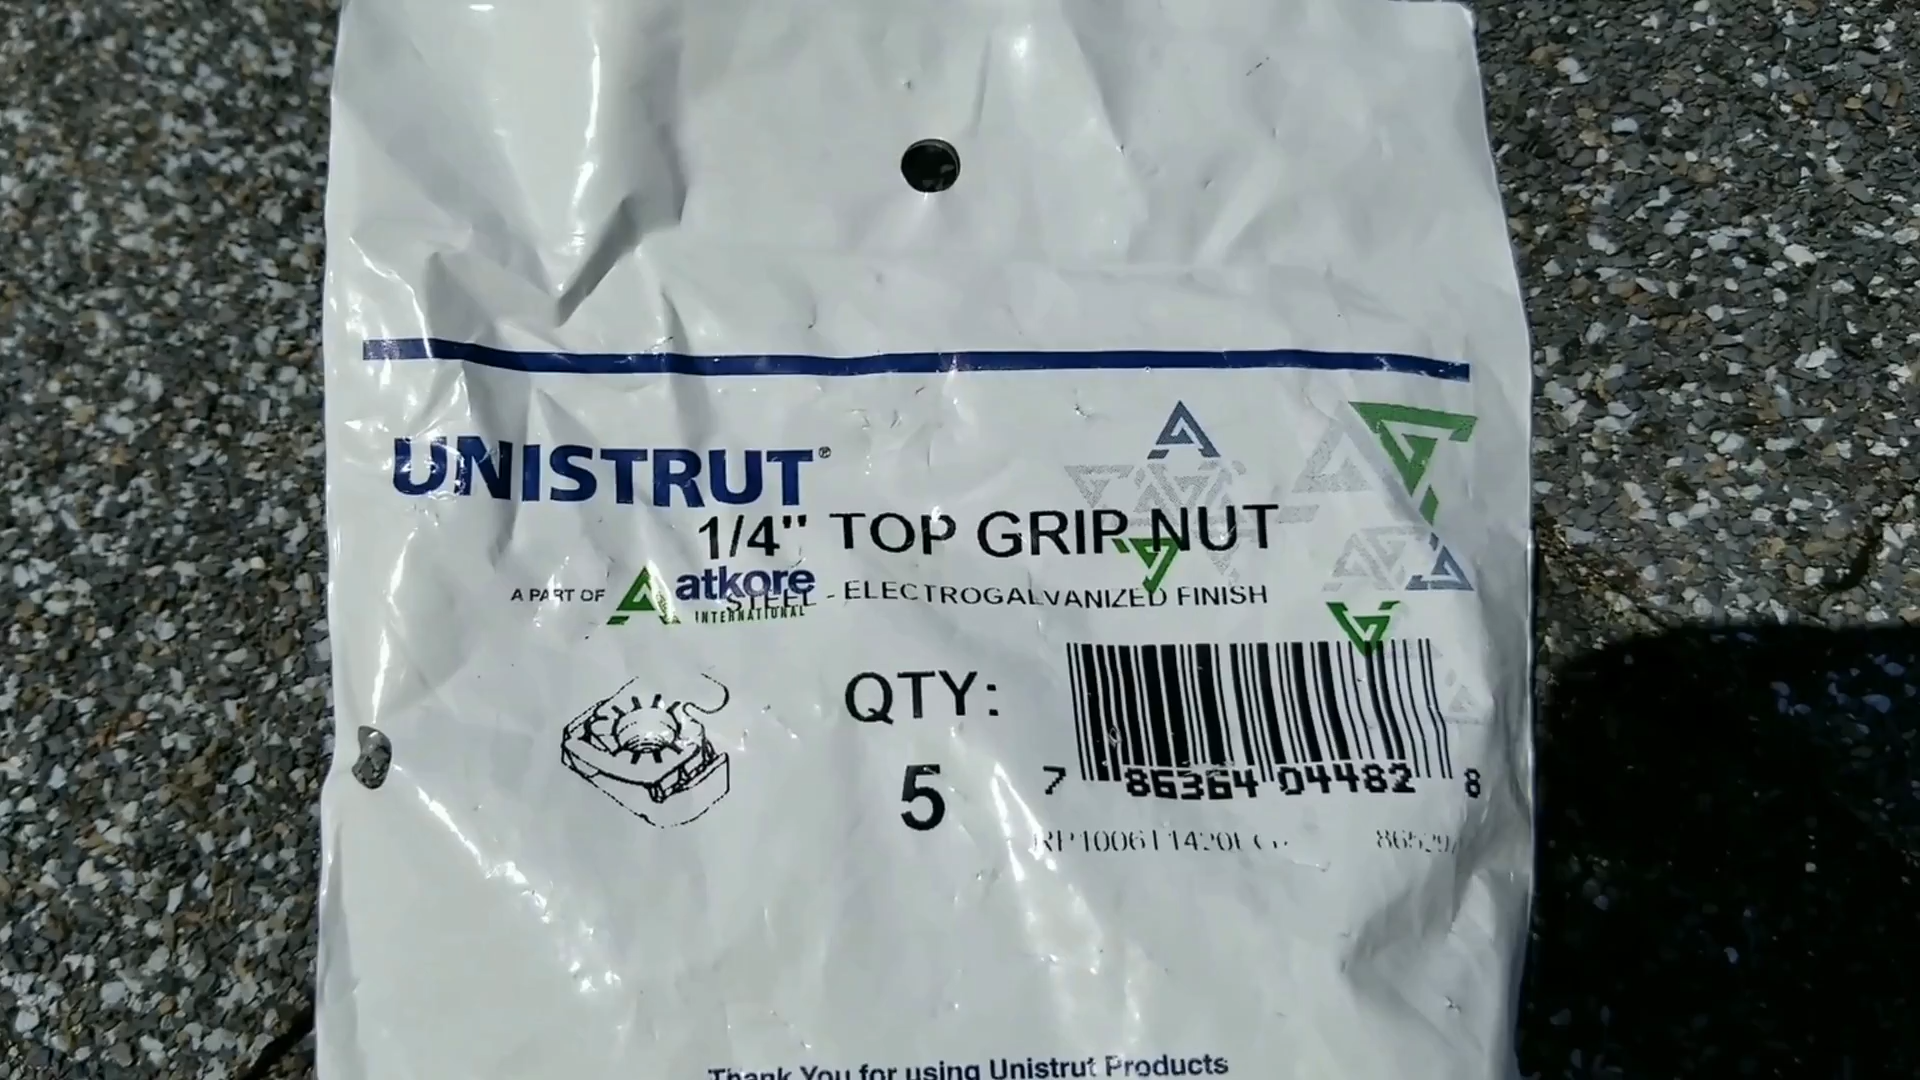 UNISTRUT®
1/4" TOP GRIP NUT
A PART OF atkore
INTERNATIONAL
STEEL - ELECTROGALVANIZED FINISH
QTY:
5
7 86364 04482 8
Thank You for using Unistrut Products